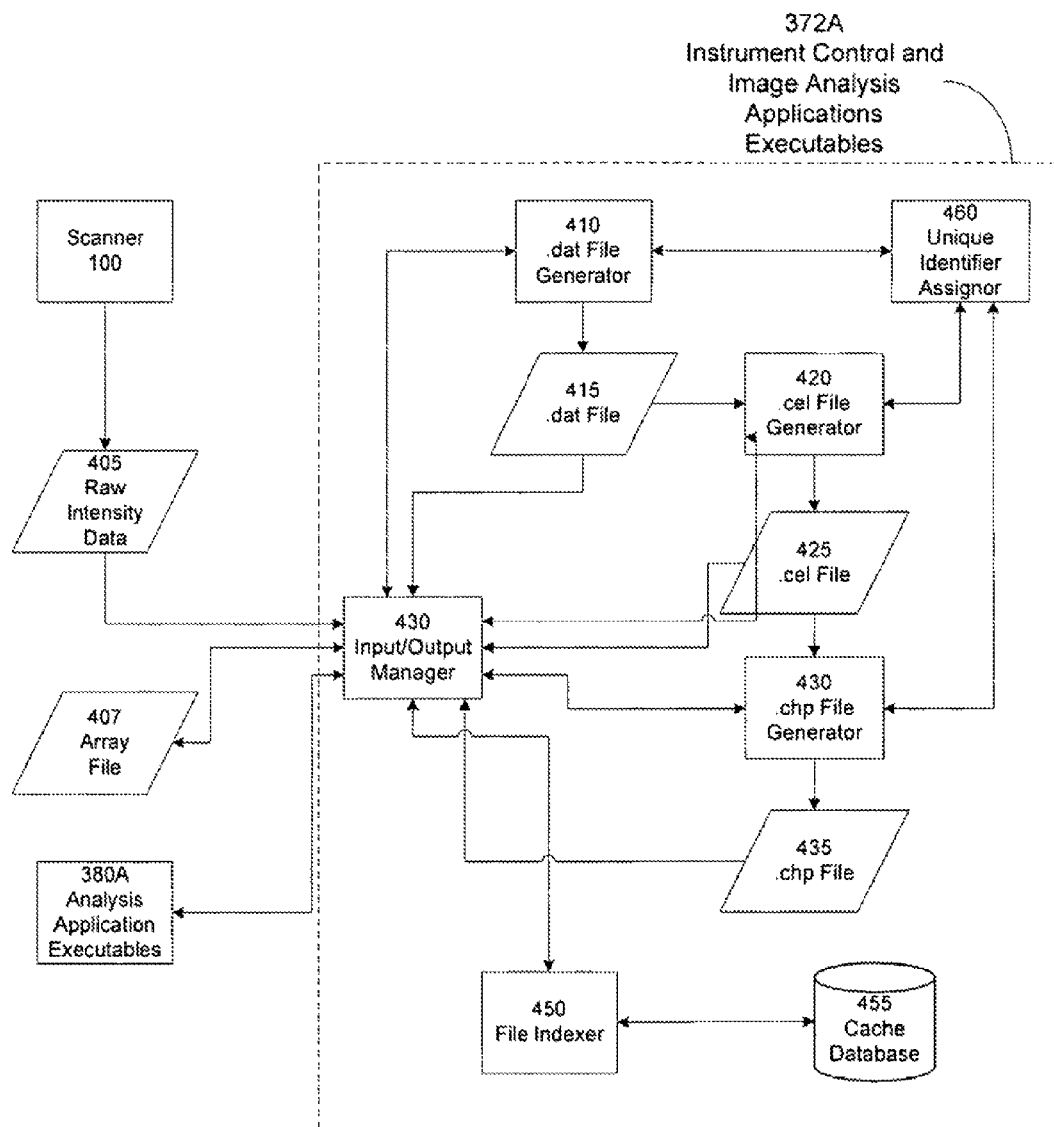 372A
Instrument Control and
Image Analysis
Applications
Executables
Scanner
100
410
.dat File
Generator
460
Unique
Identifier
Assignor
415
.dat File
420
.cel File
Generator
405
Raw
Intensity
Data
425
.cel File
430
Input/Output
Manager
407
Array
File
430
.chp File
Generator
380A
Analysis
Application
Executables
435
.chp File
450
File Indexer
455
Cache
Database